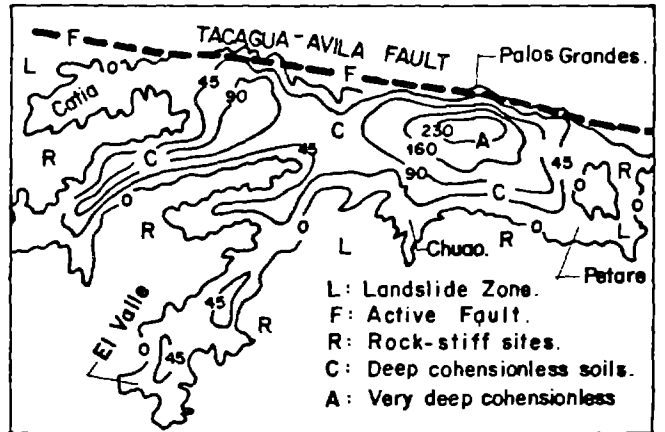 TACAGUA-AVILA FAULT
F
F
Palos Grandes.
L
O
Catia
45
90
R
C
45
O
R
C
230
A
160
90
C
45
R
O
O
L
O
R
Chuao.
L
Petare
El Valle
45
O
45
R
L: Landslide Zone.
F: Active Fault.
R: Rock-stiff sites.
C: Deep cohensionless soils.
A: Very deep cohensionless